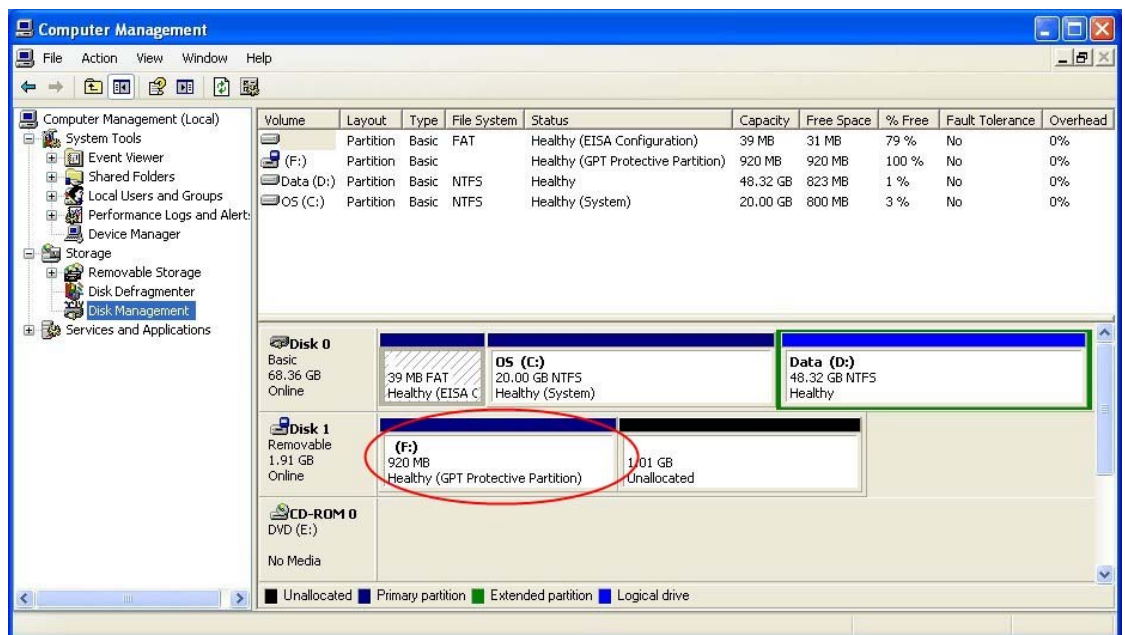 Computer Management
File Action View Window Help
Computer Management (Local)
System Tools
Event Viewer
Shared Folders
Local Users and Groups
Performance Logs and Alert:
Device Manager
Storage
Removable Storage
Disk Defragmenter
Disk Management
Services and Applications
Volume Layout Type File System Status Capacity Free Space % Free Fault Tolerance Overhead
Partition Basic FAT Healthy (EISA Configuration) 39 MB 31 MB 79 % No 0%
(F:) Partition Basic Healthy (GPT Protective Partition) 920 MB 920 MB 100 % No 0%
Data (D:) Partition Basic NTFS Healthy 48.32 GB 823 MB 1 % No 0%
OS (C:) Partition Basic NTFS Healthy (System) 20.00 GB 800 MB 3 % No 0%
Disk 0
Basic
68.36 GB
Online
39 MB FAT
Healthy (EISA C
OS (C:)
20.00 GB NTFS
Healthy (System)
Data (D:)
48.32 GB NTFS
Healthy
Disk 1
Removable
1.91 GB
Online
(F:)
920 MB
Healthy (GPT Protective Partition)
1.01 GB
Unallocated
CD-ROM 0
DVD (E:)
No Media
Unallocated Primary partition Extended partition Logical drive